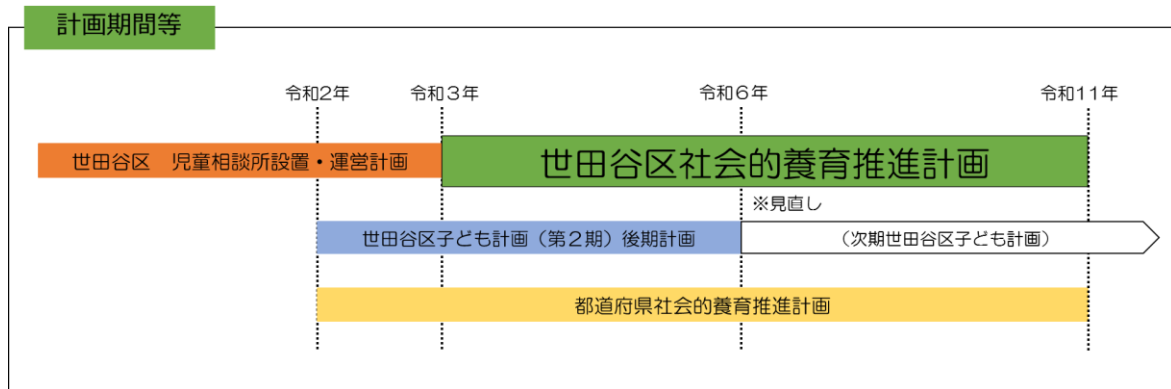 計画期間等
令和2年 令和3年 令和6年 令和11年
世田谷区 児童相談所設置・運営計画
世田谷区社会的養育推進計画
※見直し
世田谷区子ども計画（第2期）後期計画
（次期世田谷区子ども計画）
都道府県社会的養育推進計画